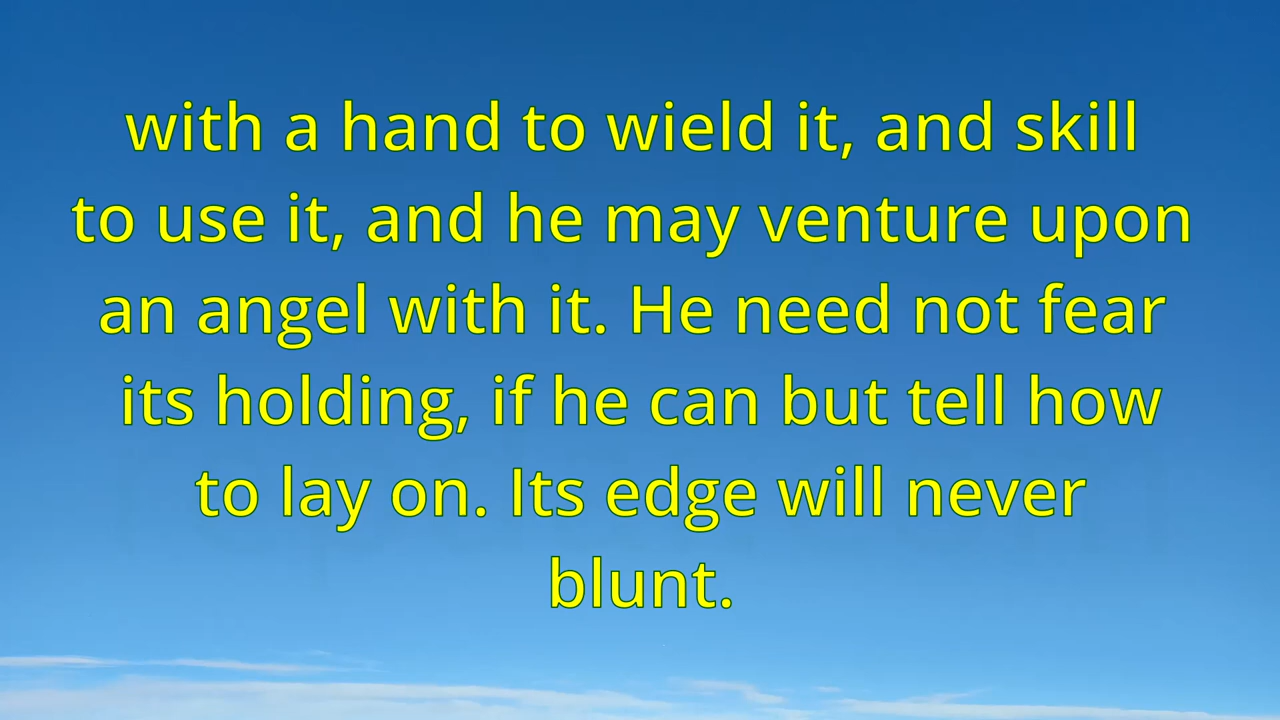 with a hand to wield it, and skill
to use it, and he may venture upon
an angel with it. He need not fear
its holding, if he can but tell how
to lay on. Its edge will never
blunt.